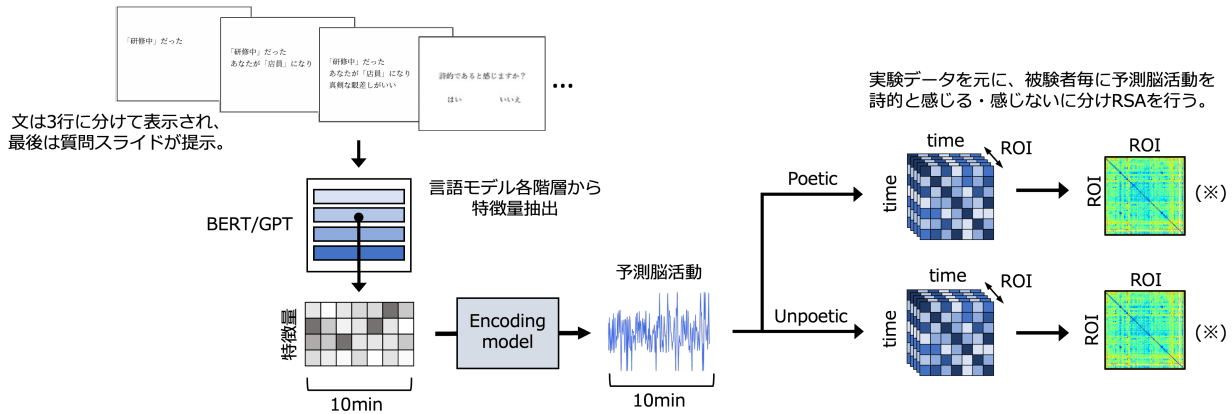 「研修中」だった
「研修中」だった
あなたが「店員」になり
「研修中」だった
あなたが「店員」になり
真剣な眼差しがいい
詩的であると感じますか?
はい いいえ
...
文は3行に分けて表示され、
最後は質問スライドが提示。
BERT/GPT
言語モデル各階層から
特徴量抽出
特徴量
10min
Encoding
model
予測脳活動
10min
Poetic
Unpoetic
実験データを元に、被験者毎に予測脳活動を
詩的と感じる・感じないに分けRSAを行う。
time
ROI
time
ROI
ROI
(※)
time
ROI
time
ROI
ROI
(※)